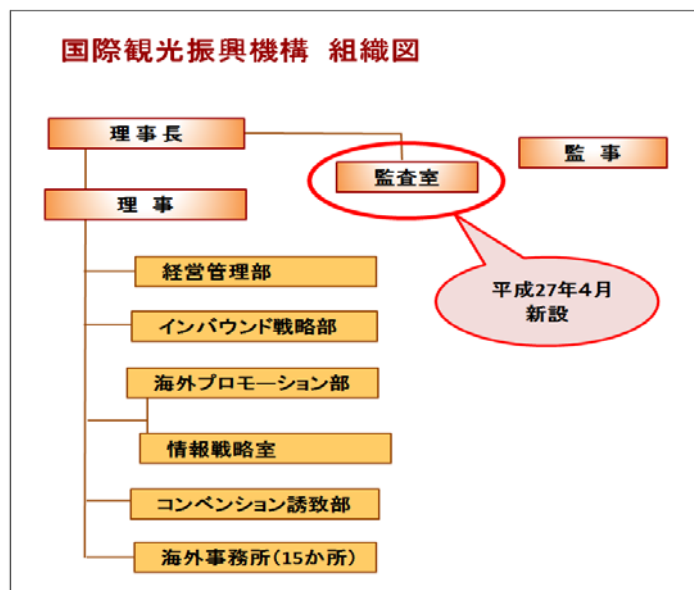 国際観光振興機構 組織図
理事長
監事
監査室
理事
経営管理部
平成27年4月
新設
インバウンド戦略部
海外プロモーション部
情報戦略室
コンベンション誘致部
海外事務所(15か所)